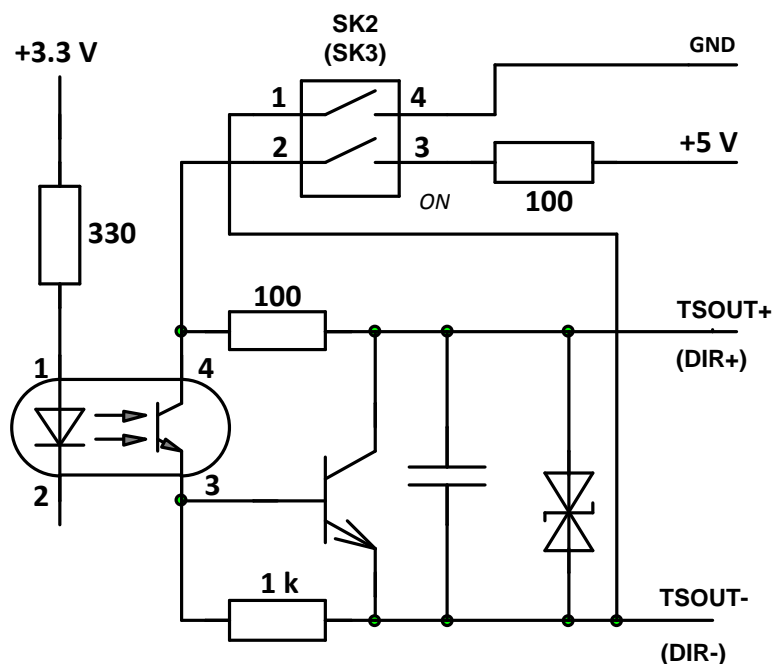 SK2
(SK3)
+3.3 V
GND
1
4
2
3
+5 V
ON
100
330
100
TSOUT+
(DIR+)
1
4
2
3
1 k
TSOUT-
(DIR-)